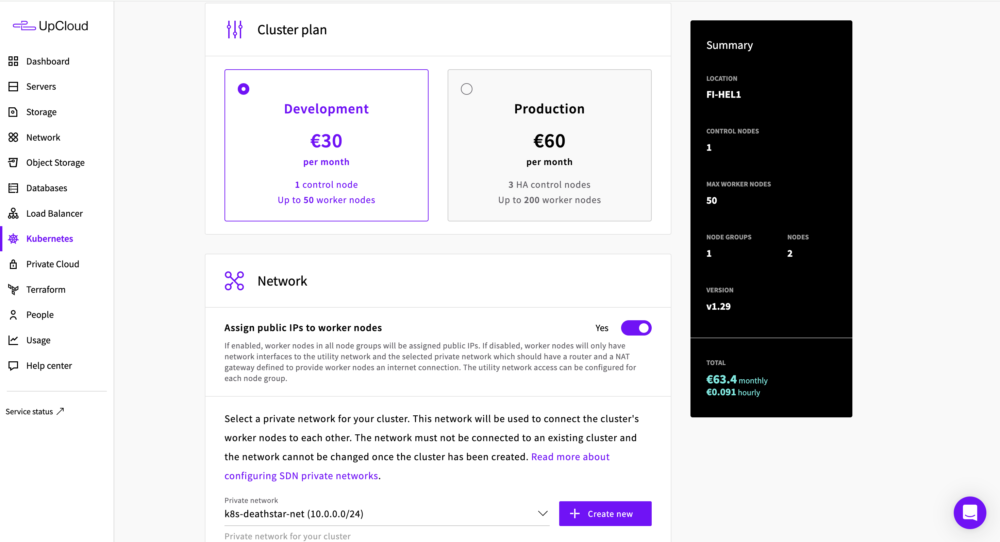 UpCloud
Dashboard
Servers
Storage
Network
Object Storage
Databases
Load Balancer
Kubernetes
Private Cloud
Terraform
People
Usage
Help center
Service status
Cluster plan
Development
€30
per month
1 control node
Up to 50 worker nodes
Production
€60
per month
3 HA control nodes
Up to 200 worker nodes
Network
Assign public IPs to worker nodes
Yes
If enabled, worker nodes in all node groups will be assigned public IPs. If disabled, worker nodes will only have
network interfaces to the utility network and the selected private network which should have a router and a NAT
gateway defined to provide worker nodes an internet connection. The utility network access can be configured for
each node group.
Select a private network for your cluster. This network will be used to connect the cluster's
worker nodes to each other. The network must not be connected to an existing cluster and
the network cannot be changed once the cluster has been created. Read more about
configuring SDN private networks.
Private network
k8s-deathstar-net (10.0.0.0/24)
Create new
Private network for your cluster
Summary
LOCATION
FI-HEL1
CONTROL NODES
1
MAX WORKER NODES
50
NODE GROUPS
1
NODES
2
VERSION
v1.29
TOTAL
€63.4 monthly
€0.091 hourly